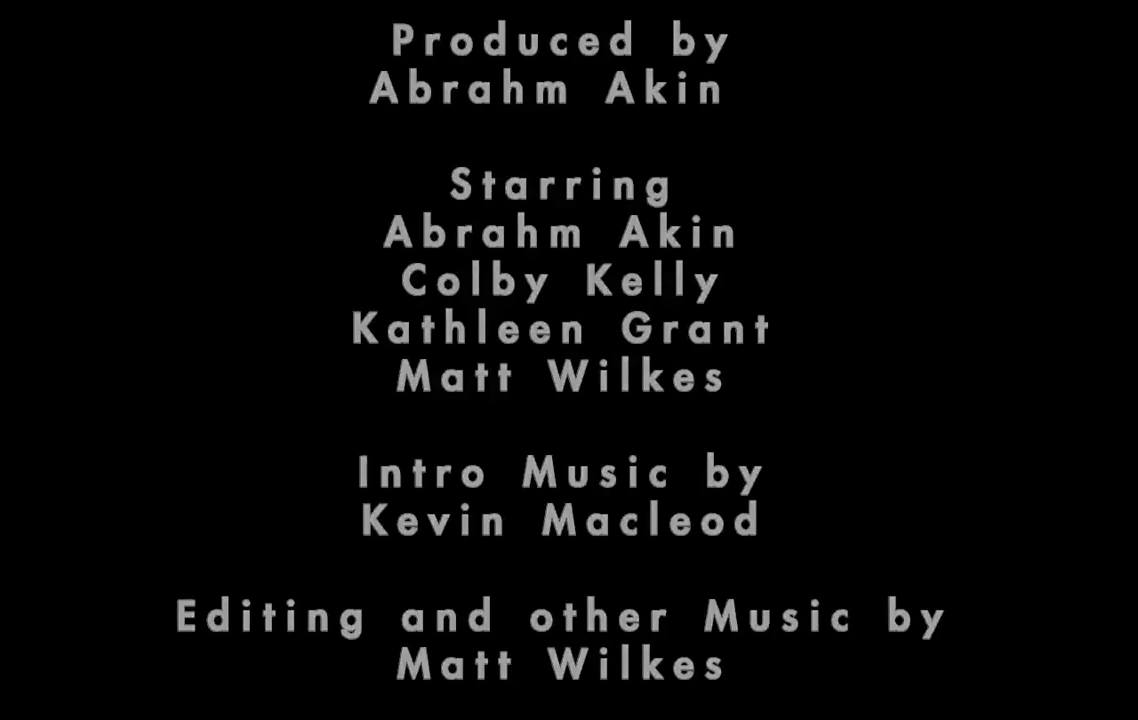 Produced by
Abrahm Akin
Starring
Abrahm Akin
Colby Kelly
Kathleen Grant
Matt Wilkes
Intro Music by
Kevin Macleod
Editing and other Music by
Matt Wilkes